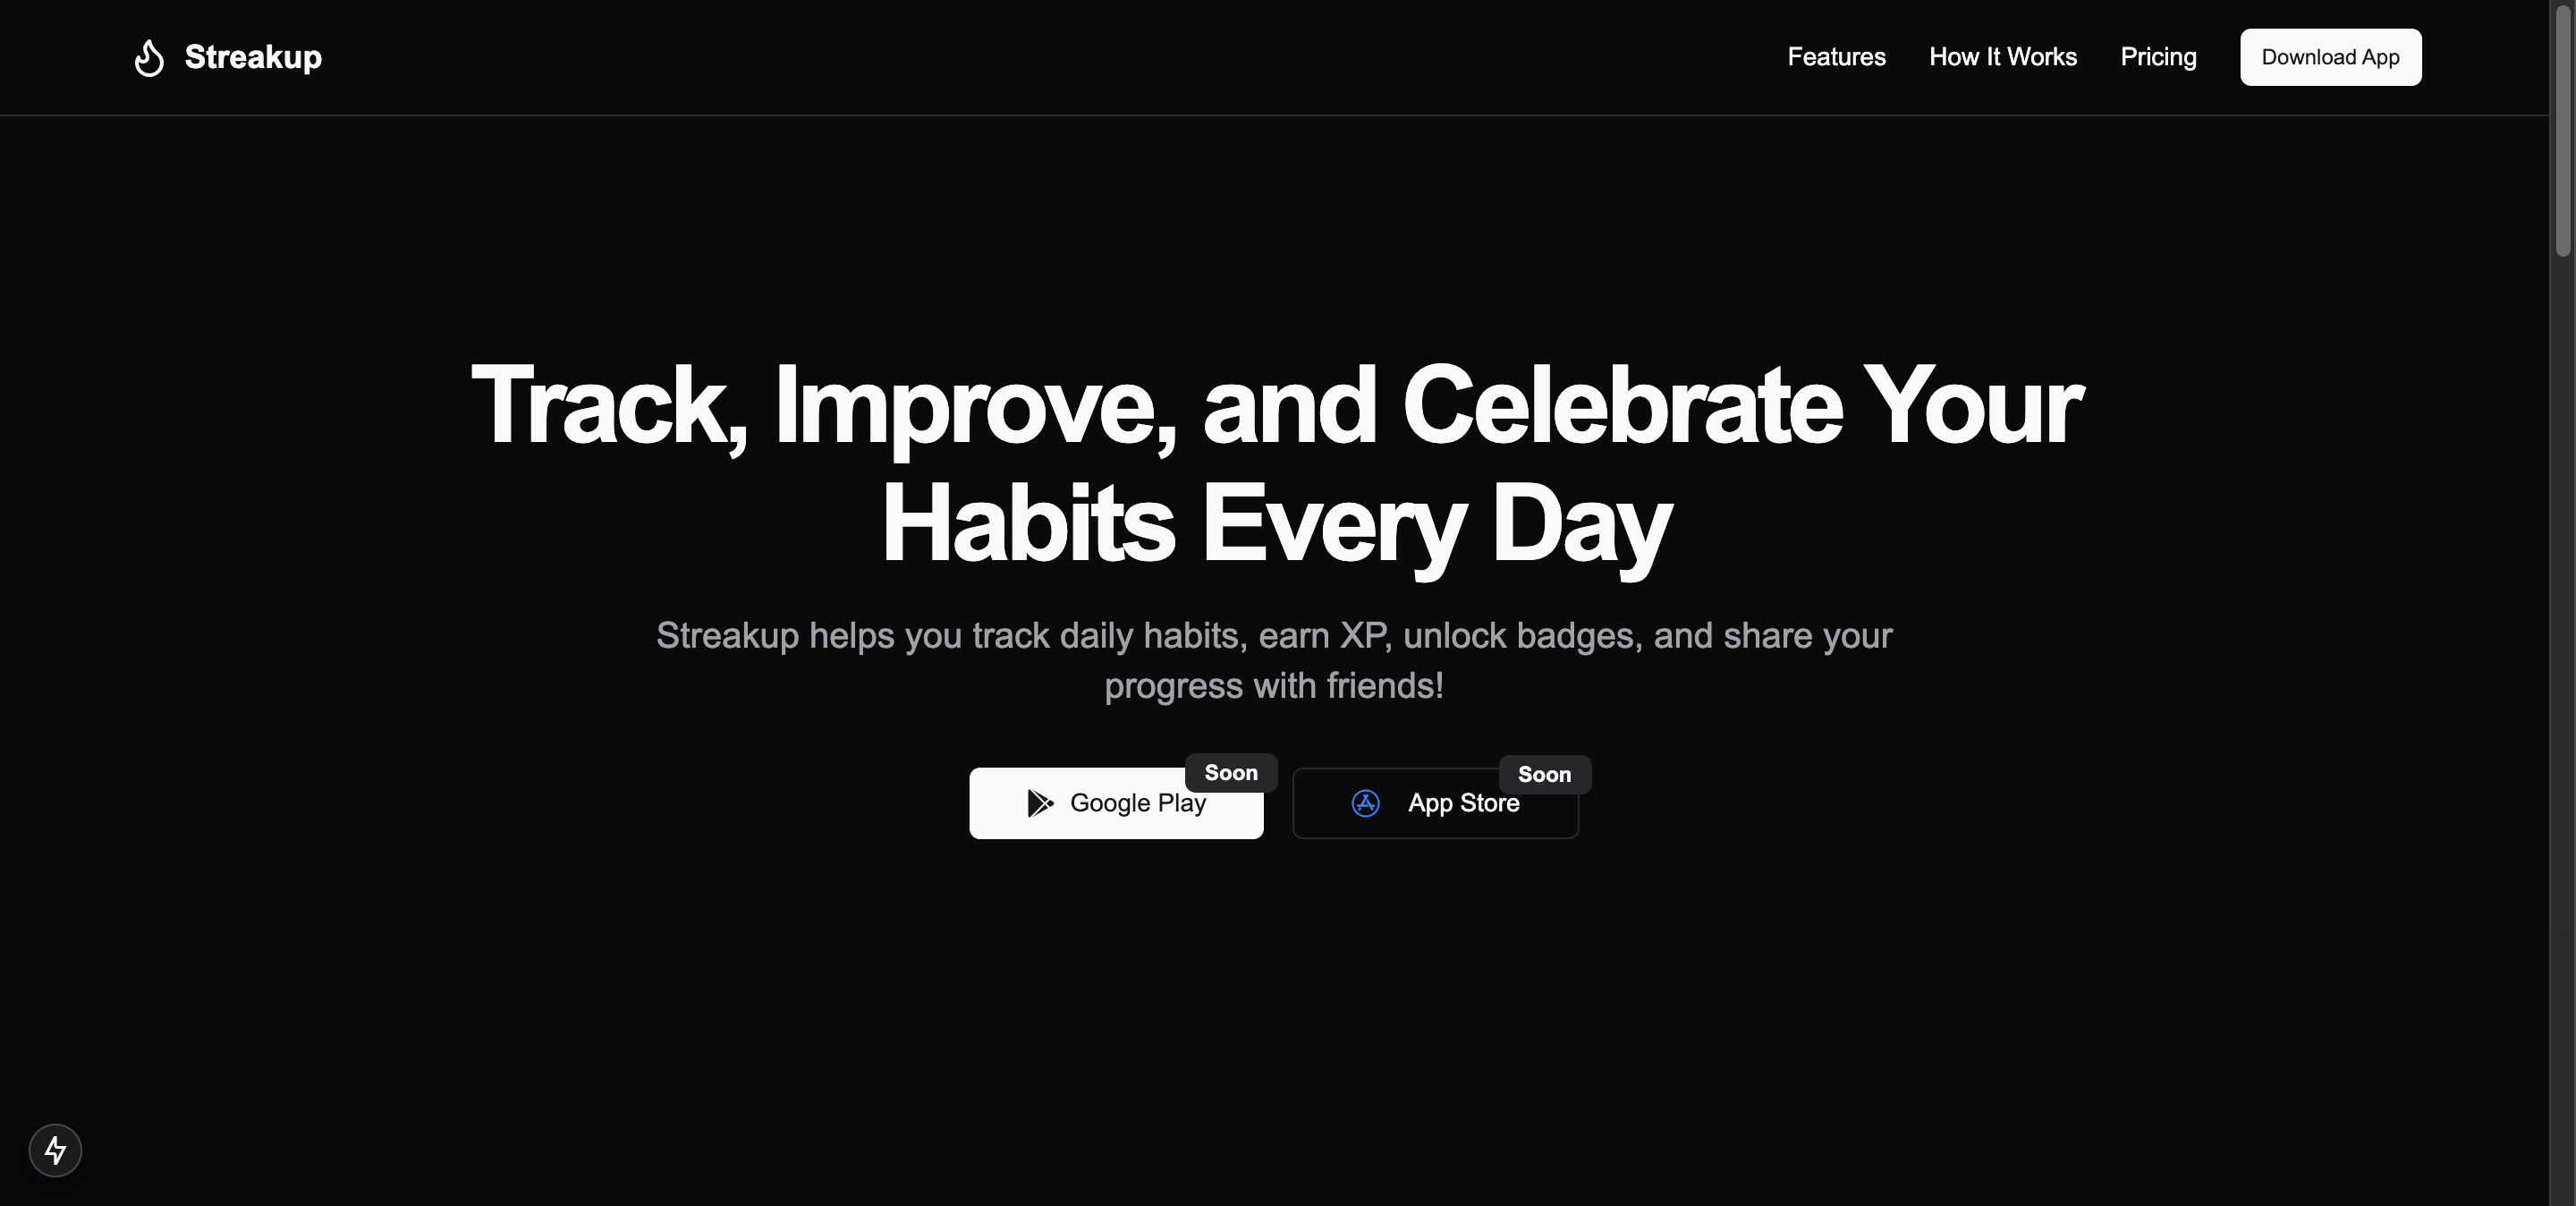 Streakup
Features
How It Works
Pricing
Download App
Track, Improve, and Celebrate Your
Habits Every Day
Streakup helps you track daily habits, earn XP, unlock badges, and share your
progress with friends!
Soon
Google Play
Soon
App Store